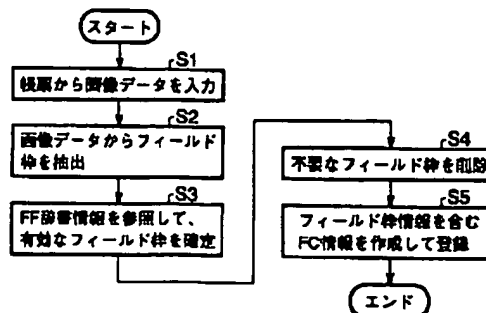 スタート
S1
帳票から画像データを入力
S2
画像データからフィールド
枠を抽出
S3
FF辞書情報を参照して、
有効なフィールド枠を確定
S4
不要なフィールド枠を削除
S5
フィールド枠情報を含む
FC情報を作成して登録
エンド